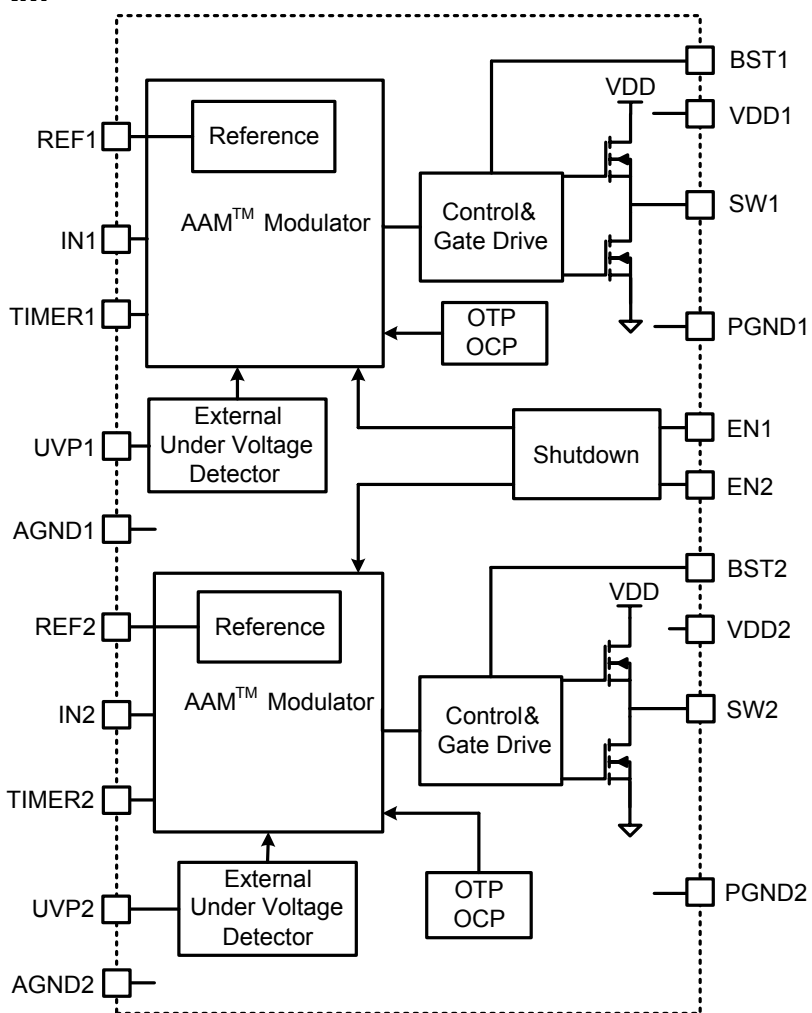 BST1
VDD
VDD1
REF1
Reference
AAM™ Modulator
Control&
Gate Drive
SW1
IN1
TIMER1
OTP
OCP
PGND1
External
Under Voltage
Detector
UVP1
EN1
Shutdown
EN2
AGND1
BST2
VDD
VDD2
REF2
Reference
AAM™ Modulator
Control&
Gate Drive
SW2
IN2
TIMER2
External
Under Voltage
Detector
OTP
OCP
UVP2
PGND2
AGND2